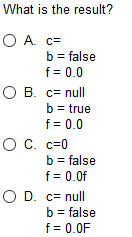 What is the result?
A. c=
b = false
f = 0.0
B. c= null
b = true
f = 0.0
C. c=0
b = false
f = 0.0f
D. c= null
b = false
f = 0.0F